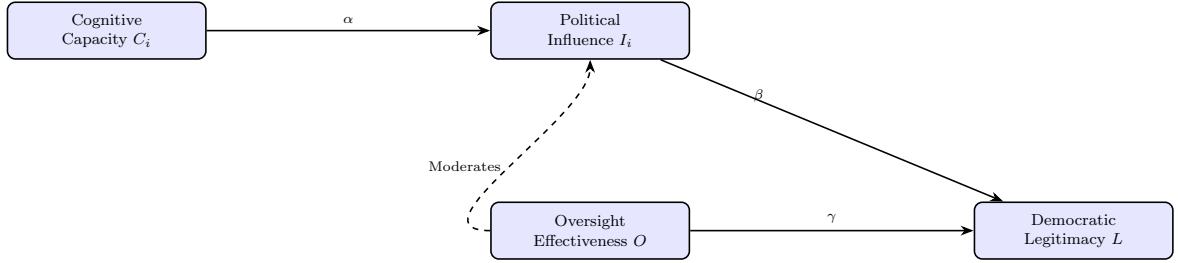 Cognitive
Capacity C_i
α
Political
Influence I_i
β
Moderates
Oversight
Effectiveness O
γ
Democratic
Legitimacy L